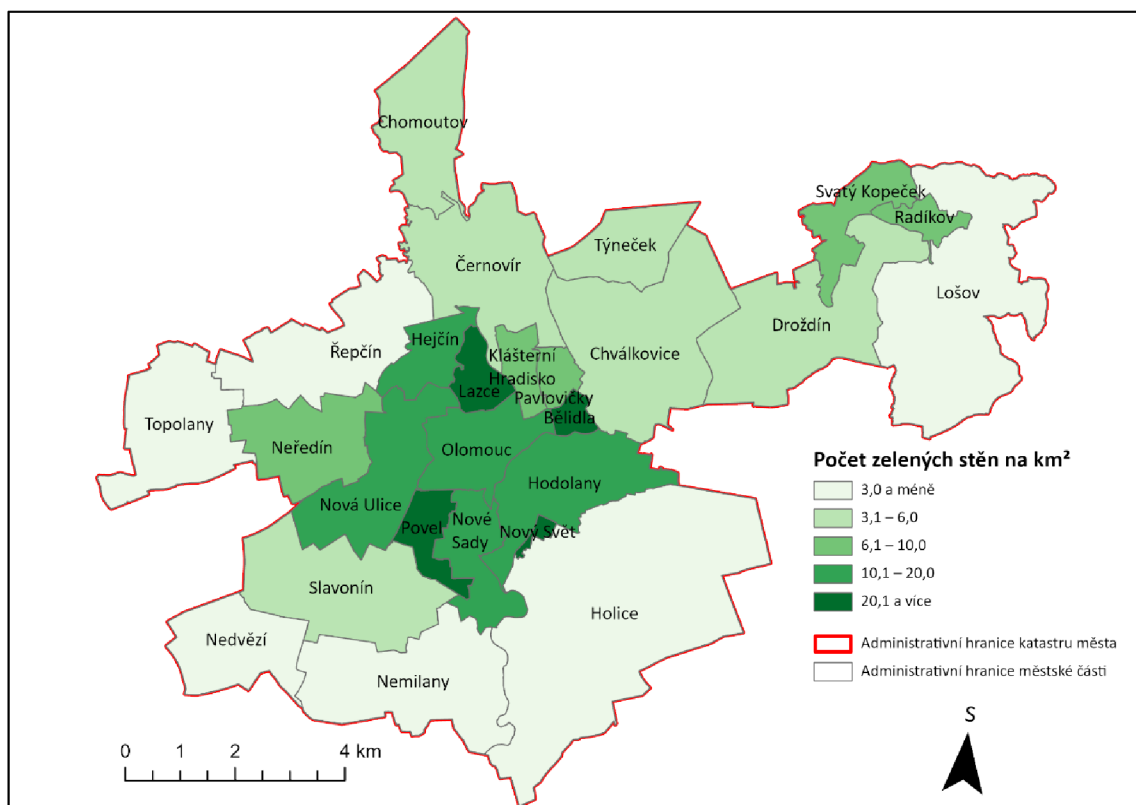 Chomoutov
Svatý Kopeček
Radíkov
Týneček
Černovír
Lošov
Droždín
Hejčín
Řepčín
Klášterní
Hradisko
Chválkovice
Lazce
Pavlovičky
Bělidla
Topolany
Neředín
Olomouc
Hodolany
Nová Ulice
Povel
Nové
Sady
Nový Svět
Slavonín
Holice
Nedvězí
Nemilany
Počet zelených stěn na km²
3,0 a méně
3,1 – 6,0
6,1 – 10,0
10,1 – 20,0
20,1 a více
Administrativní hranice katastru města
Administrativní hranice městské části
0 1 2 4 km
S